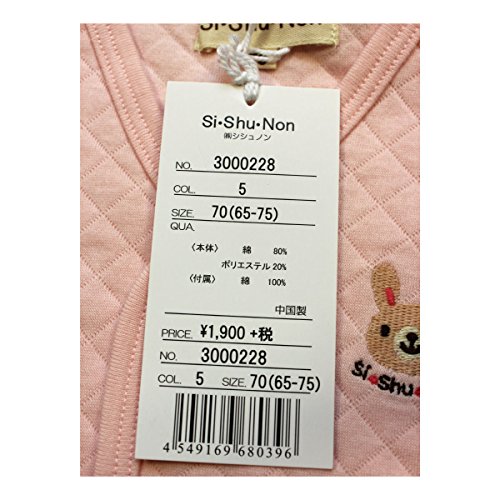 Si・Shu・Non
Si・Shu・Non
㈱シシュノン
NO. 3000228
COL. 5
SIZE. 70(65-75)
QUA.
〈本体〉 綿 80%
ポリエステル 20%
〈付属〉 綿 100%
中国製
PRICE. ¥1,900 +税
NO. 3000228
COL. 5 SIZE. 70(65-75)
4 549169 680396
Si・Shu・